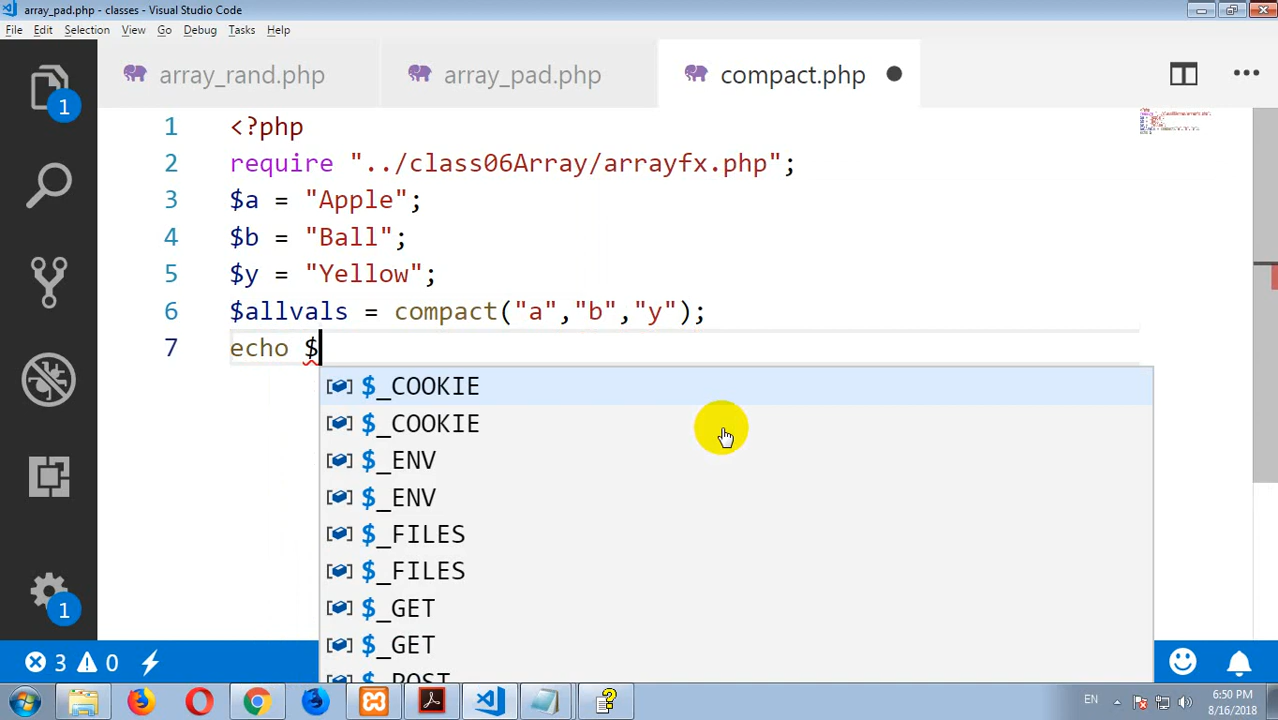 array_pad.php - classes - Visual Studio Code
File Edit Selection View Go Debug Tasks Help
1 array_rand.php array_pad.php compact.php
1 <?php
2 require "../class06Array/arrayfx.php";
3 $a = "Apple";
4 $b = "Ball";
5 $y = "Yellow";
6 $allvals = compact("a","b","y");
7 echo $
$_COOKIE
$_COOKIE
$_ENV
$_ENV
$_FILES
$_FILES
$_GET
$_GET
$_POST
1
3 0
EN
6:50 PM
8/16/2018